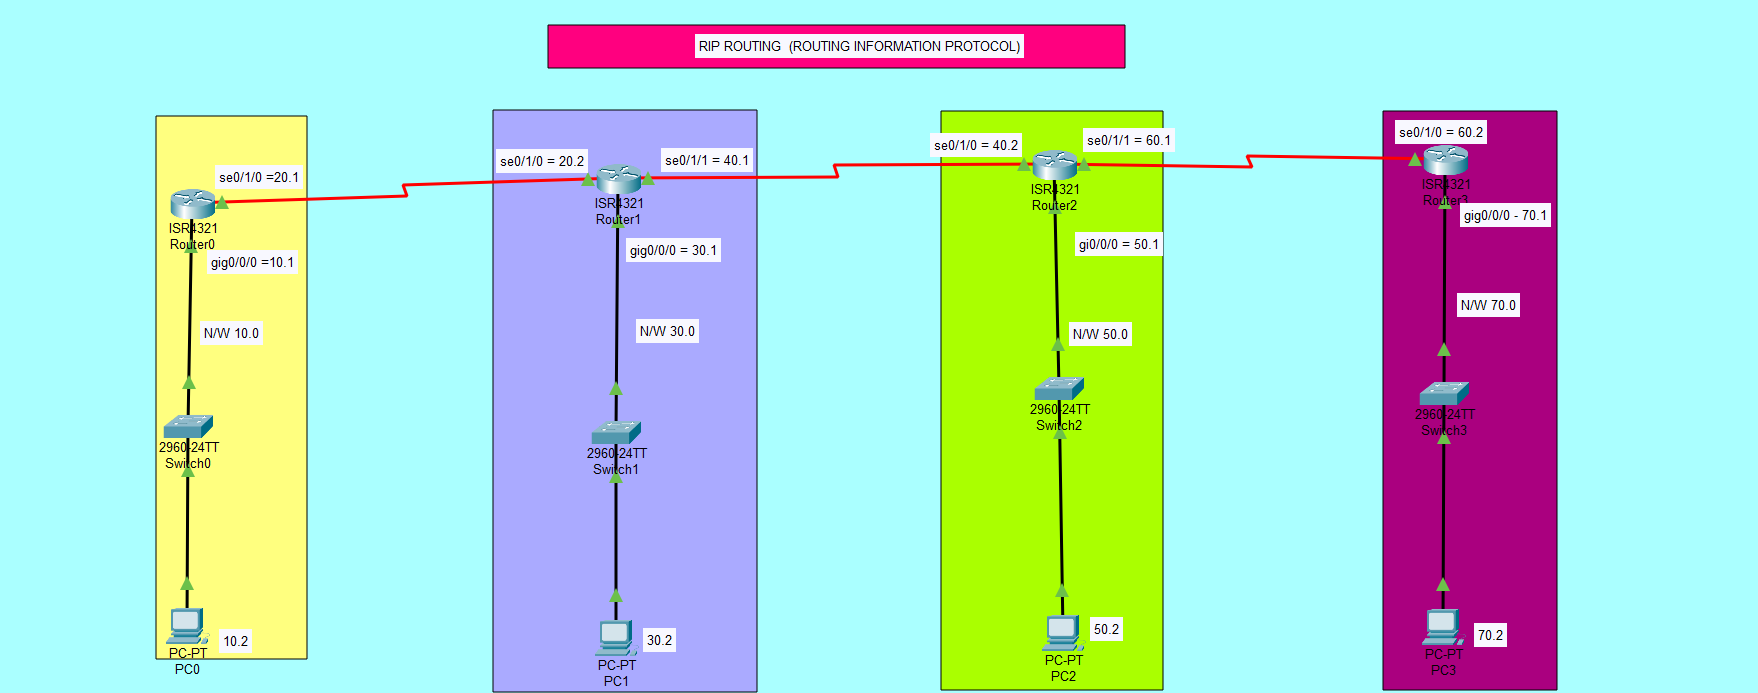 RIP ROUTING  (ROUTING INFORMATION PROTOCOL)
se0/1/0 =20.1
ISR4321
Router0
gig0/0/0 =10.1
N/W 10.0
2960-24TT
Switch0
10.2
PC-PT
PC0
se0/1/0 = 20.2
se0/1/1 = 40.1
ISR4321
Router1
gig0/0/0 = 30.1
N/W 30.0
2960-24TT
Switch1
30.2
PC-PT
PC1
se0/1/0 = 40.2
se0/1/1 = 60.1
ISR4321
Router2
gi0/0/0 = 50.1
N/W 50.0
2960-24TT
Switch2
50.2
PC-PT
PC2
se0/1/0 = 60.2
ISR4321
Router3
gig0/0/0 - 70.1
N/W 70.0
2960-24TT
Switch3
70.2
PC-PT
PC3